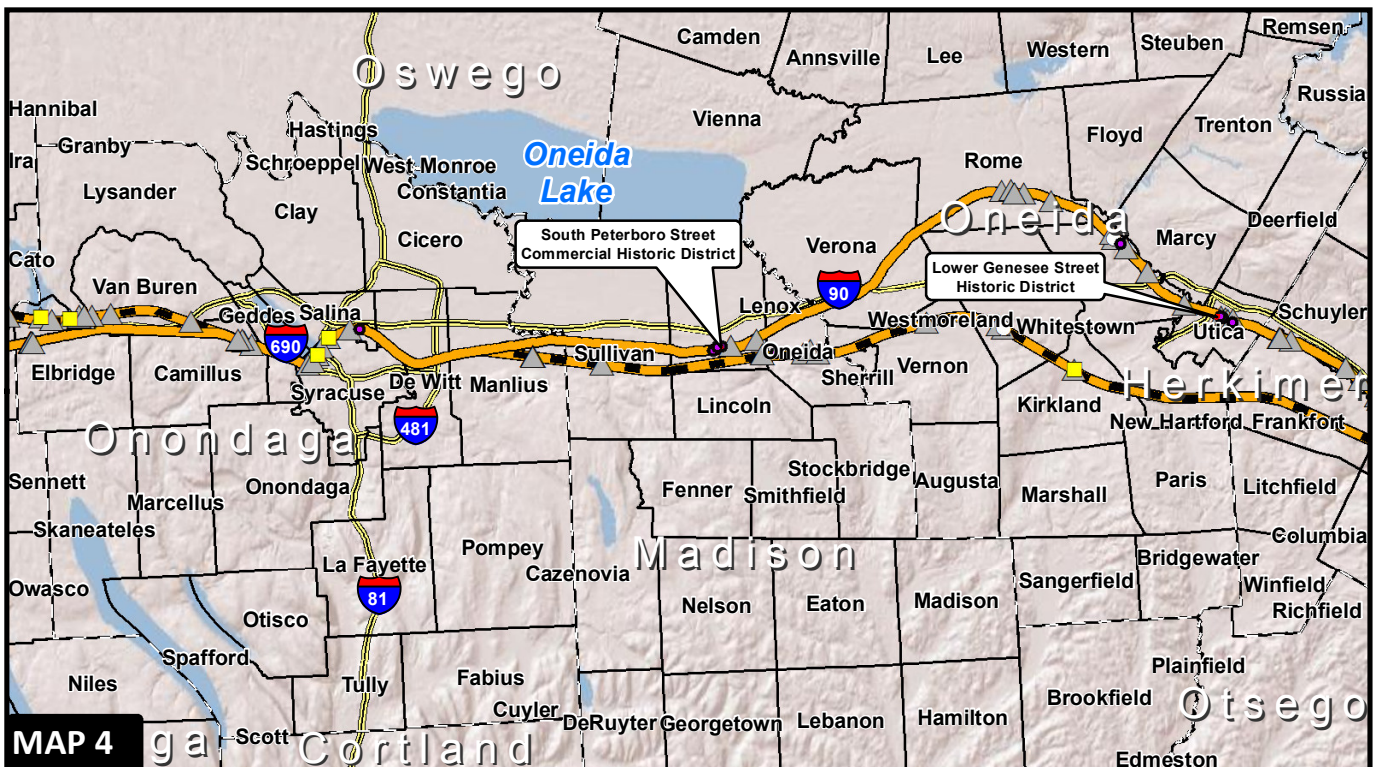 Camden
Annsville
Lee
Western
Steuben
Remsen
Oswego
Hannibal
Granby
Hastings
Vienna
Russia
Trenton
Floyd
Ira
Schroeppel
West Monroe
Constantia
Oneida
Lake
Rome
Lysander
Clay
Cicero
South Peterboro Street
Commercial Historic District
Verona
Oneida
Marcy
Deerfield
Cato
Van Buren
Lower Genesee Street
Historic District
90
Lenox
Geddes
Salina
Westmoreland
Whitestown
Schuyler
Utica
690
Sullivan
Oneida
Elbridge
Camillus
Syracuse
De Witt
Manlius
Sherrill
Vernon
Herkimer
Lincoln
Kirkland
New Hartford
Frankfort
481
Onondaga
Sennett
Marcellus
Onondaga
Fenner
Smithfield
Stockbridge
Augusta
Marshall
Paris
Litchfield
Skaneateles
Columbia
Pompey
Cazenovia
Madison
Bridgewater
La Fayette
Owasco
81
Nelson
Eaton
Madison
Sangerfield
Winfield
Richfield
Otisco
Spafford
Plainfield
Niles
Tully
Fabius
Cuyler
Brookfield
Otsego
DeRuyter
Georgetown
Lebanon
Hamilton
MAP 4
ga
Scott
Cortland
Edmeston